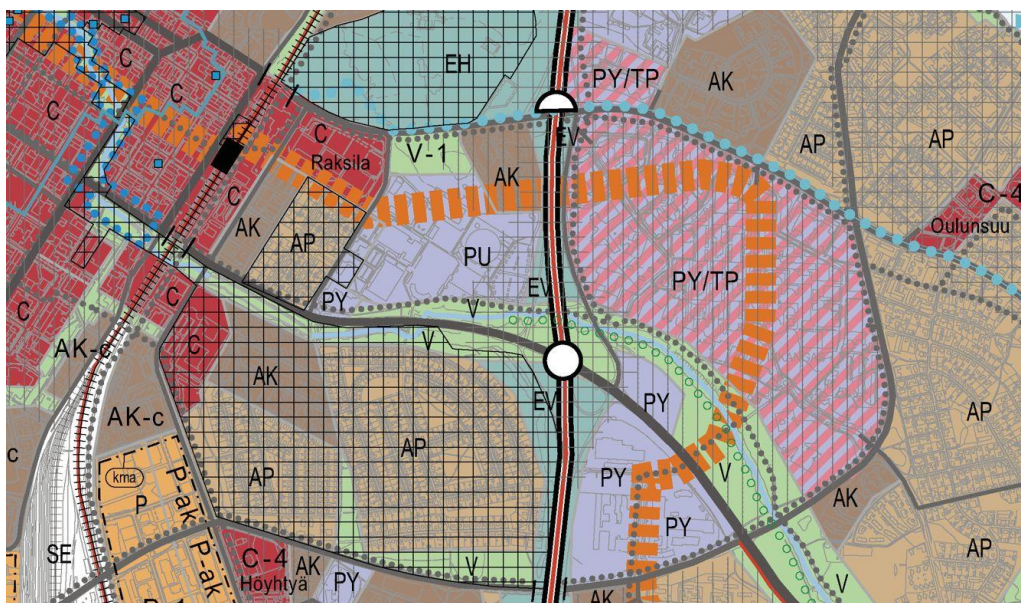 C
EH
PY/TP
AK
C
C
EV
C
Raksila
V-1
AP
AP
C
AK
C-4
Oulunsuu
C
AK
AP
PU
PY/TP
PY
V
EV
C
C
V
AK-c
C
AK
EV
PY
AP
AK-c
AP
AP
c
kma
P
P-ak
PY
V
AK
PY
SE
P-ak
AP
C-4
Höyhtyä
AK
PY
V
V
P
AK